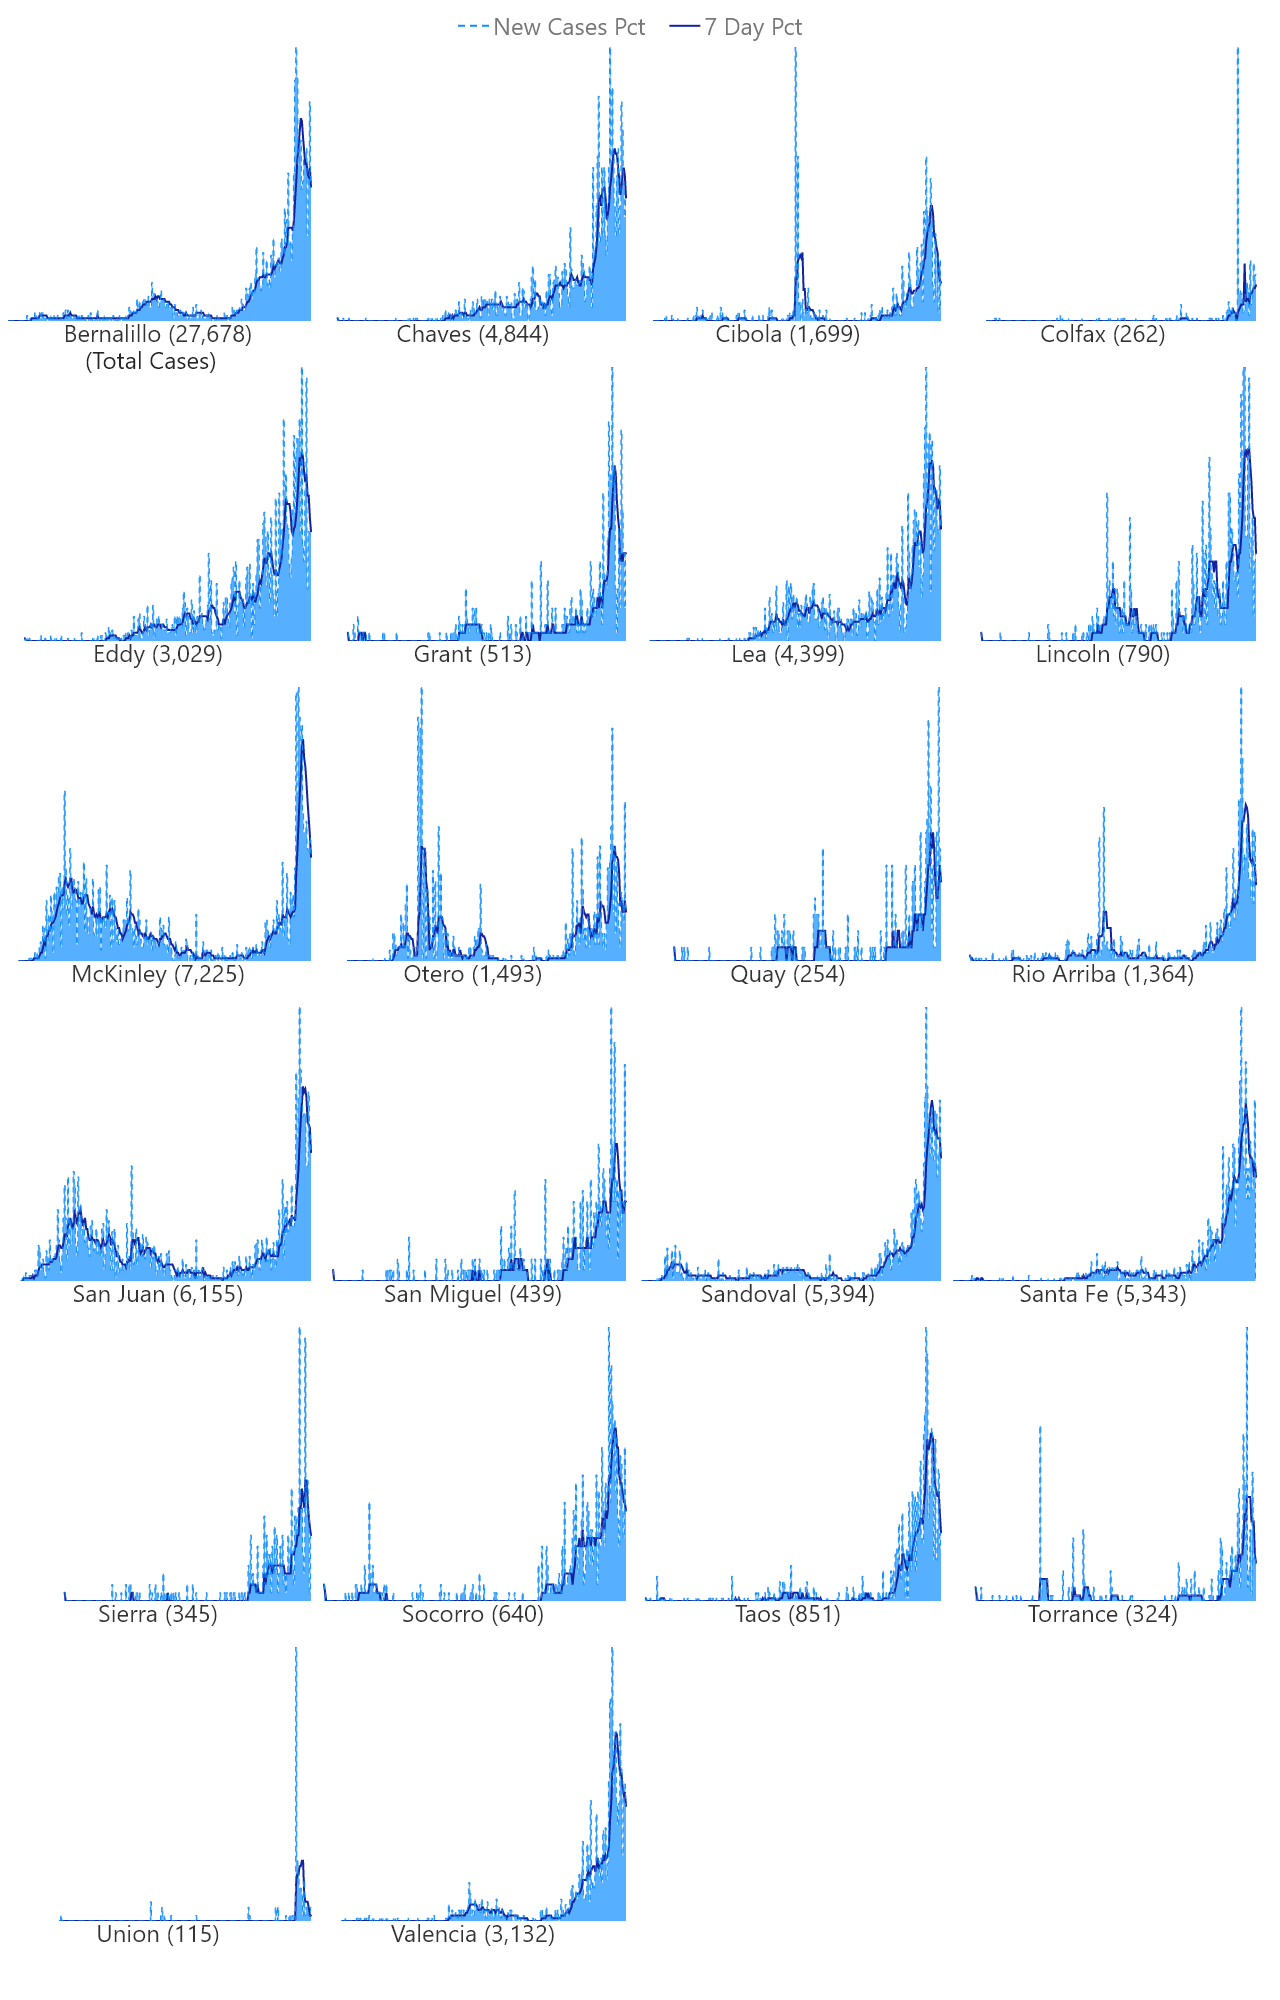 New Cases Pct 7 Day Pct
Bernalillo (27,678) Chaves (4,844) Cibola (1,699) Colfax (262)
(Total Cases)
Eddy (3,029) Grant (513) Lea (4,399) Lincoln (790)
McKinley (7,225) Otero (1,493) Quay (254) Rio Arriba (1,364)
San Juan (6,155) San Miguel (439) Sandoval (5,394) Santa Fe (5,343)
Sierra (345) Socorro (640) Taos (851) Torrance (324)
Union (115) Valencia (3,132)